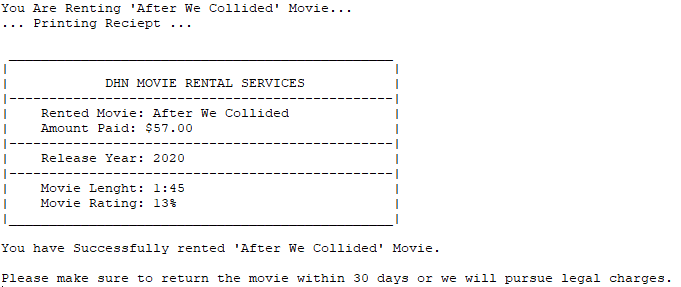 You Are Renting 'After We Collided' Movie...
... Printing Reciept ...
DHN MOVIE RENTAL SERVICES
Rented Movie: After We Collided
Amount Paid: $57.00
Release Year: 2020
Movie Lenght: 1:45
Movie Rating: 13%
You have Successfully rented 'After We Collided' Movie.
Please make sure to return the movie within 30 days or we will pursue legal charges.